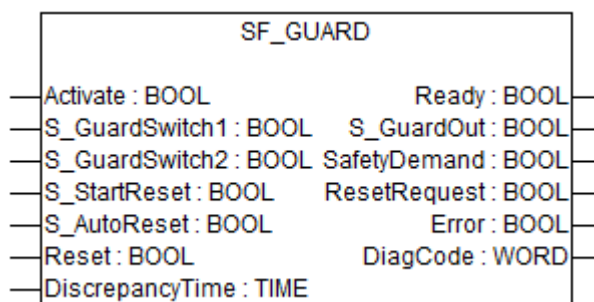 SF_GUARD
Activate : BOOL Ready : BOOL
S_GuardSwitch1 : BOOL S_GuardOut : BOOL
S_GuardSwitch2 : BOOL SafetyDemand : BOOL
S_StartReset : BOOL ResetRequest : BOOL
S_AutoReset : BOOL Error : BOOL
Reset : BOOL DiagCode : WORD
DiscrepancyTime : TIME